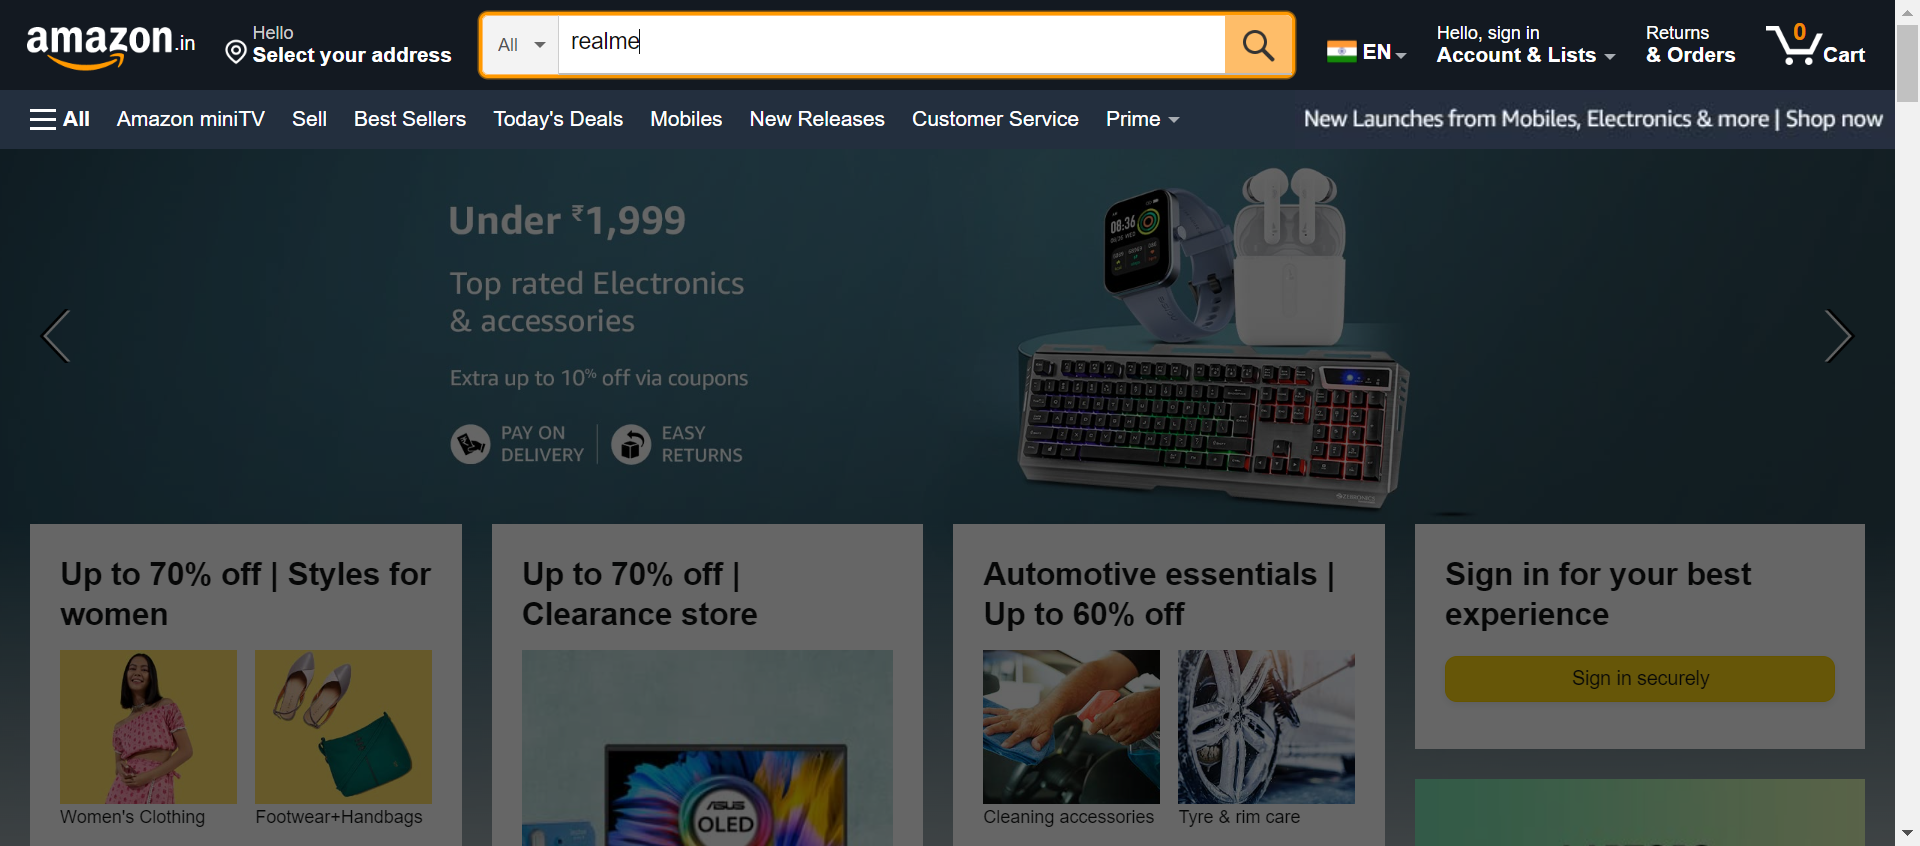 amazon.in
Hello
Select your address
All
realme
EN
Hello, sign in
Account & Lists
Returns
& Orders
0
Cart
All
Amazon miniTV
Sell
Best Sellers
Today's Deals
Mobiles
New Releases
Customer Service
Prime
New Launches from Mobiles, Electronics & more | Shop now
Under ₹1,999
Top rated Electronics
& accessories
Extra up to 10% off via coupons
PAY ON
DELIVERY
EASY
RETURNS
08:36
Up to 70% off | Styles for
women
Women's Clothing
Footwear+Handbags
Up to 70% off |
Clearance store
ASUS
OLED
Automotive essentials |
Up to 60% off
Cleaning accessories
Tyre & rim care
Sign in for your best
experience
Sign in securely